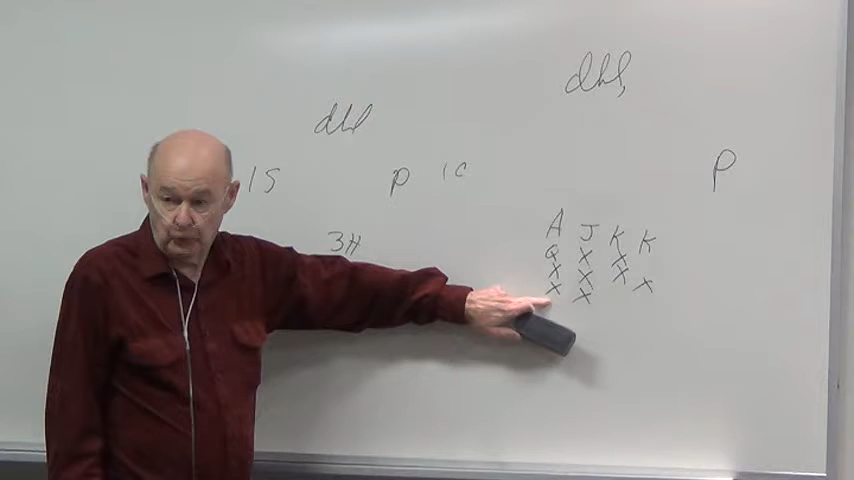 dbl
dbl
1S P 1C P
3H
A J K K
Q X X
X X X
X X X